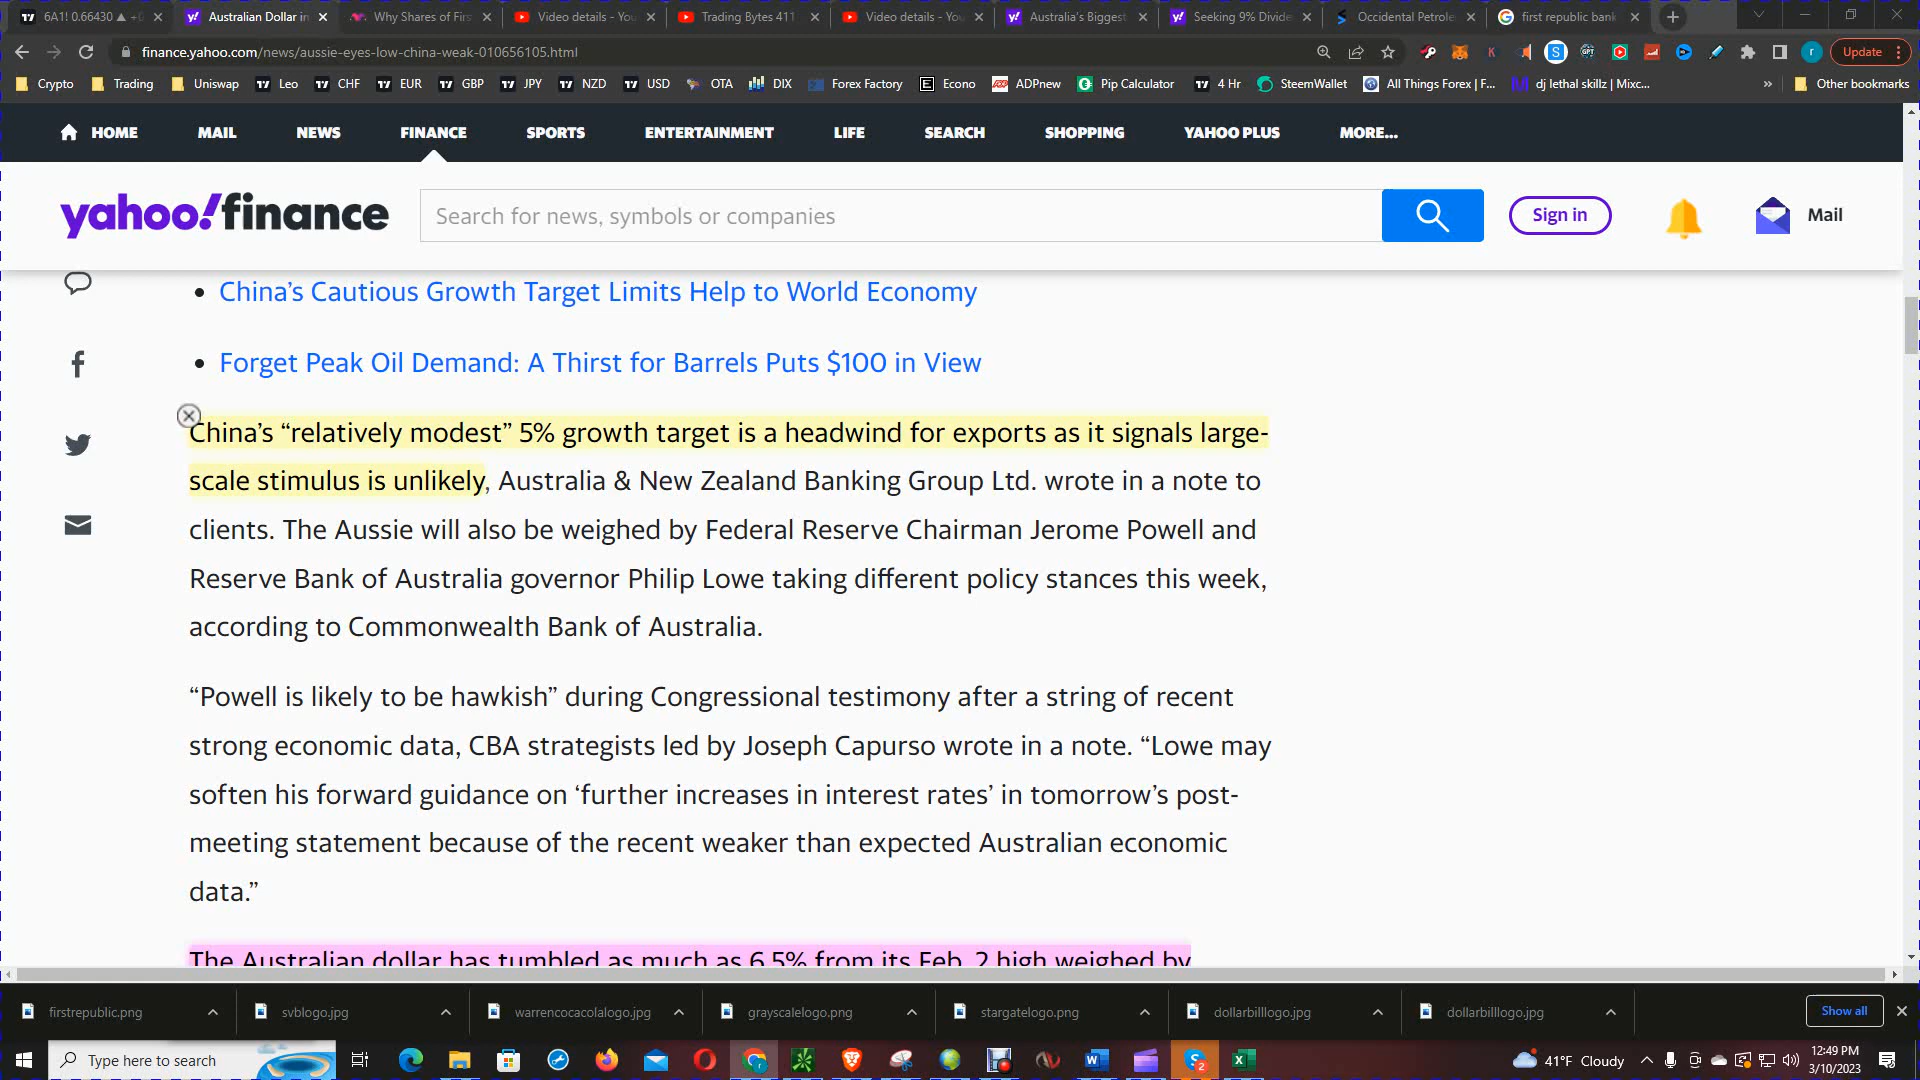 6A1! 0.66430 ▲
Australian Dollar in
Why Shares of Firs
Video details - You
Trading Bytes 411
Video details - You
Australia's Biggest
Seeking 9% Divide
Occidental Petrole
first republic bank
finance.yahoo.com/news/aussie-eyes-low-china-weak-010656105.html
Update
Crypto
Trading
Uniswap
Leo
CHF
EUR
GBP
JPY
NZD
USD
OTA
DIX
Forex Factory
Econo
ADPnew
Pip Calculator
4 Hr
SteemWallet
All Things Forex | F...
dj lethal skillz | Mixc...
»
Other bookmarks
HOME
MAIL
NEWS
FINANCE
SPORTS
ENTERTAINMENT
LIFE
SEARCH
SHOPPING
YAHOO PLUS
MORE...
yahoo!finance
Search for news, symbols or companies
Sign in
Mail
• China's Cautious Growth Target Limits Help to World Economy
• Forget Peak Oil Demand: A Thirst for Barrels Puts $100 in View
China's “relatively modest” 5% growth target is a headwind for exports as it signals large-
scale stimulus is unlikely, Australia & New Zealand Banking Group Ltd. wrote in a note to
clients. The Aussie will also be weighed by Federal Reserve Chairman Jerome Powell and
Reserve Bank of Australia governor Philip Lowe taking different policy stances this week,
according to Commonwealth Bank of Australia.
“Powell is likely to be hawkish” during Congressional testimony after a string of recent
strong economic data, CBA strategists led by Joseph Capurso wrote in a note. “Lowe may
soften his forward guidance on ‘further increases in interest rates’ in tomorrow’s post-
meeting statement because of the recent weaker than expected Australian economic
data.”
The Australian dollar has tumbled as much as 6.5% from its Feb. 2 high weighed by
firstrepublic.png
svblogo.jpg
warrencocacolalogo.jpg
grayscalelogo.png
stargatelogo.png
dollarbilllogo.jpg
dollarbilllogo.jpg
Show all
Type here to search
41°F Cloudy
12:49 PM
3/10/2023